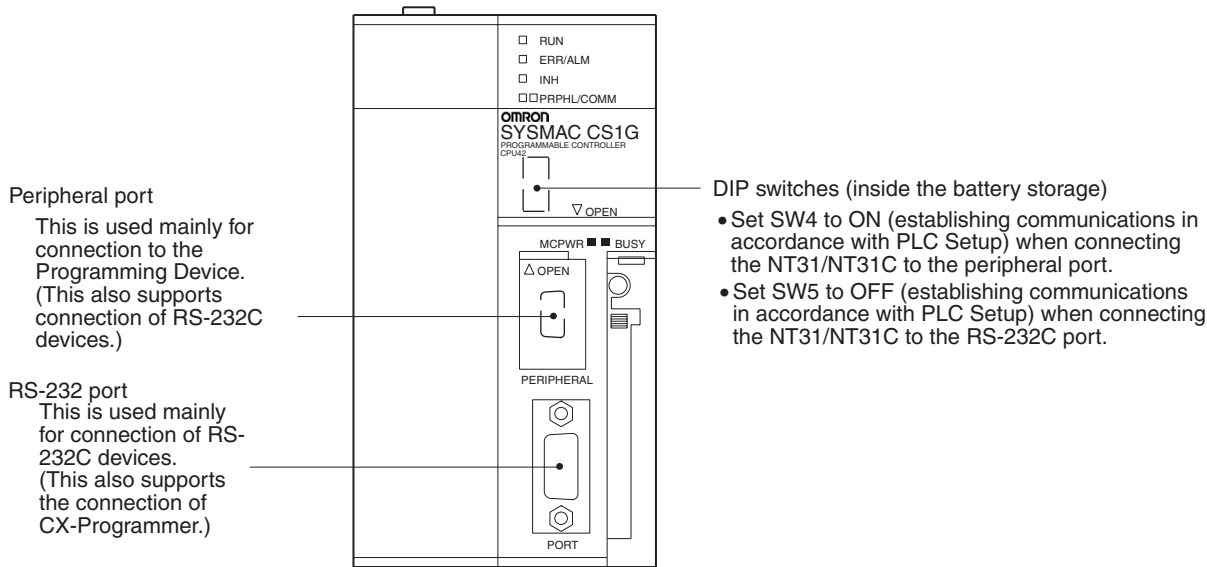 RUN
ERR/ALM
INH
PRPHL/COMM
OMRON
SYSMAC CS1G
PROGRAMMABLE CONTROLLER
CPU42
OPEN
MCPWR
BUSY
OPEN
PERIPHERAL
PORT
Peripheral port
This is used mainly for
connection to the
Programming Device.
(This also supports
connection of RS-232C
devices.)
RS-232 port
This is used mainly
for connection of RS-
232C devices.
(This also supports
the connection of
CX-Programmer.)
DIP switches (inside the battery storage)
• Set SW4 to ON (establishing communications in
accordance with PLC Setup) when connecting
the NT31/NT31C to the peripheral port.
• Set SW5 to OFF (establishing communications
in accordance with PLC Setup) when connecting
the NT31/NT31C to the RS-232C port.